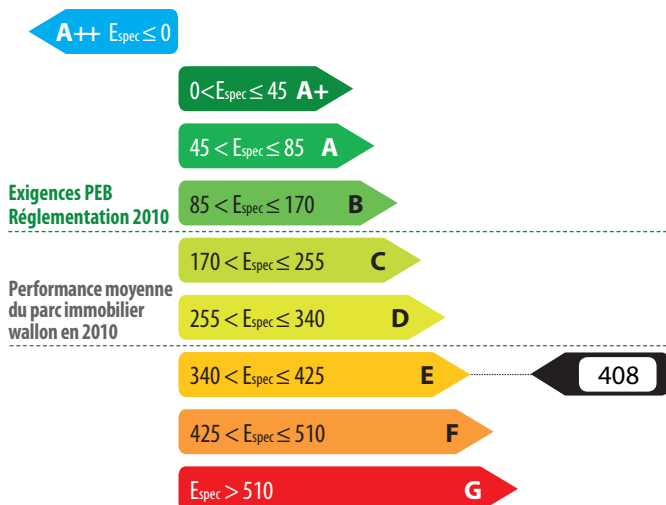 A++ Espec ≤ 0
0<Espec ≤ 45 A+
45 < Espec ≤ 85 A
Exigences PEB
Réglementation 2010
85 < Espec ≤ 170 B
170 < Espec ≤ 255 C
Performance moyenne
du parc immobilier
wallon en 2010
255 < Espec ≤ 340 D
340 < Espec ≤ 425 E
408
425 < Espec ≤ 510 F
Espec > 510 G